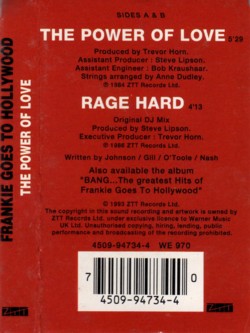 FRANKIE GOES TO HOLLYWOOD
THE POWER OF LOVE
SIDES A & B
THE POWER OF LOVE 5'29
Produced by Trevor Horn.
Assistant Producer : Steve Lipson.
Assistant Engineer : Bob Kraushaar.
Strings arranged by Anne Dudley.
℗ 1984 ZTT Records Ltd.
RAGE HARD 4'13
Original DJ Mix
Produced by Steve Lipson.
Executive Producer : Trevor Horn.
℗ 1986 ZTT Records Ltd.
Written by Johnson / Gill / O'Toole / Nash
Also available the album
"BANG...The greatest Hits of
Frankie Goes To Hollywood"
© 1993 ZTT Records Ltd.
The copyright in this sound recording and artwork is owned by
ZTT Records Ltd. under exclusive licence to Warner Music
UK Ltd. Unauthorised copying, hiring, lending, public
performance and broadcasting of the recording prohibited.
4509-94734-4 WE 970
7 0
4509-94734-4